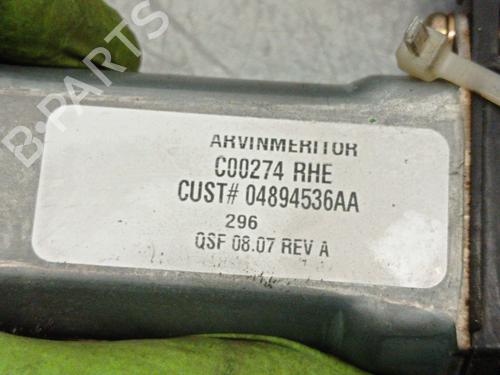 B-PARTS
ARVINMERITOR
C00274 RHE
CUST# 04894536AA
296
QSF 08.07 REV A